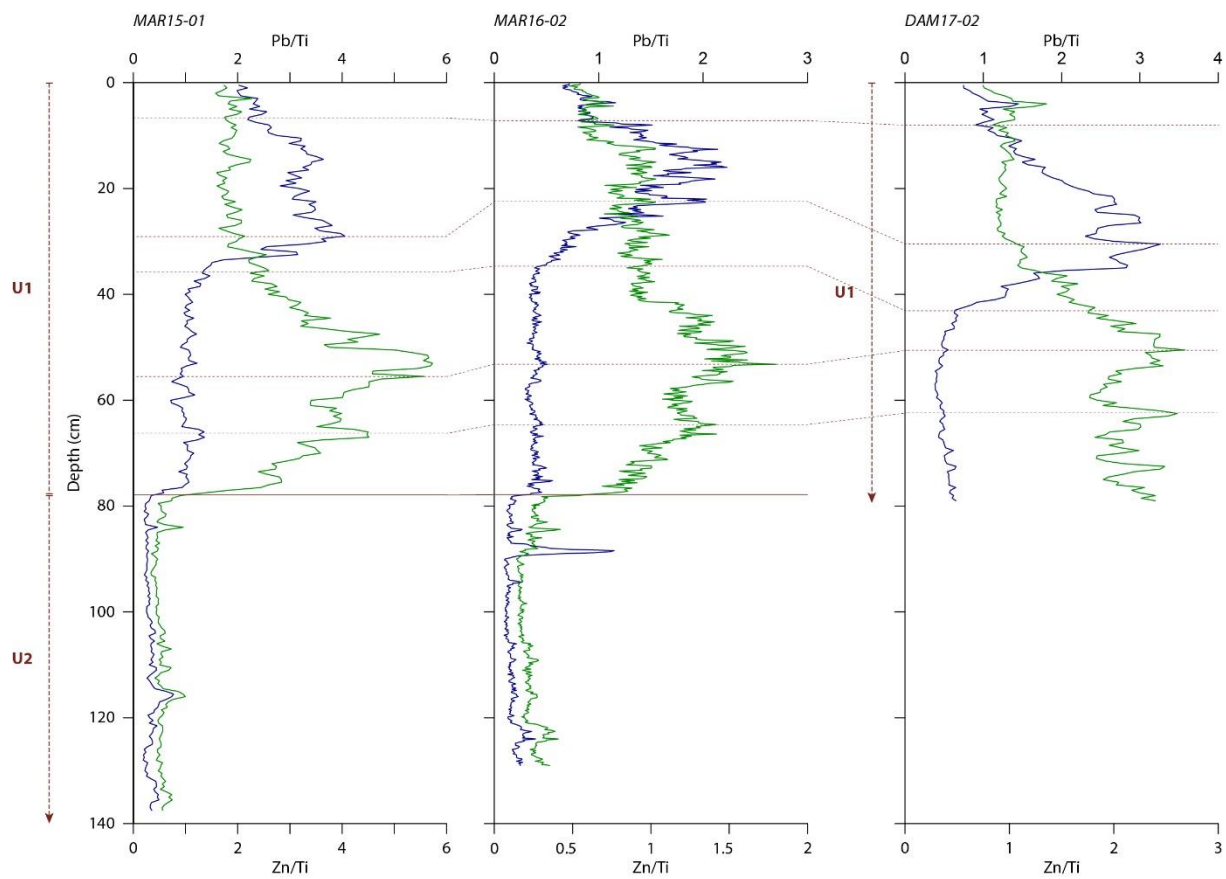 MAR15-01
MAR16-02
DAM17-02
Pb/Ti
Pb/Ti
Pb/Ti
0 2 4 6
0 1 2 3
0 1 2 3 4
0
20
40
60
80
100
120
140
Depth (cm)
U1
U2
U1
0 1 2 4 6
0 0.5 1 1.5 2
0 1 2 3
Zn/Ti
Zn/Ti
Zn/Ti